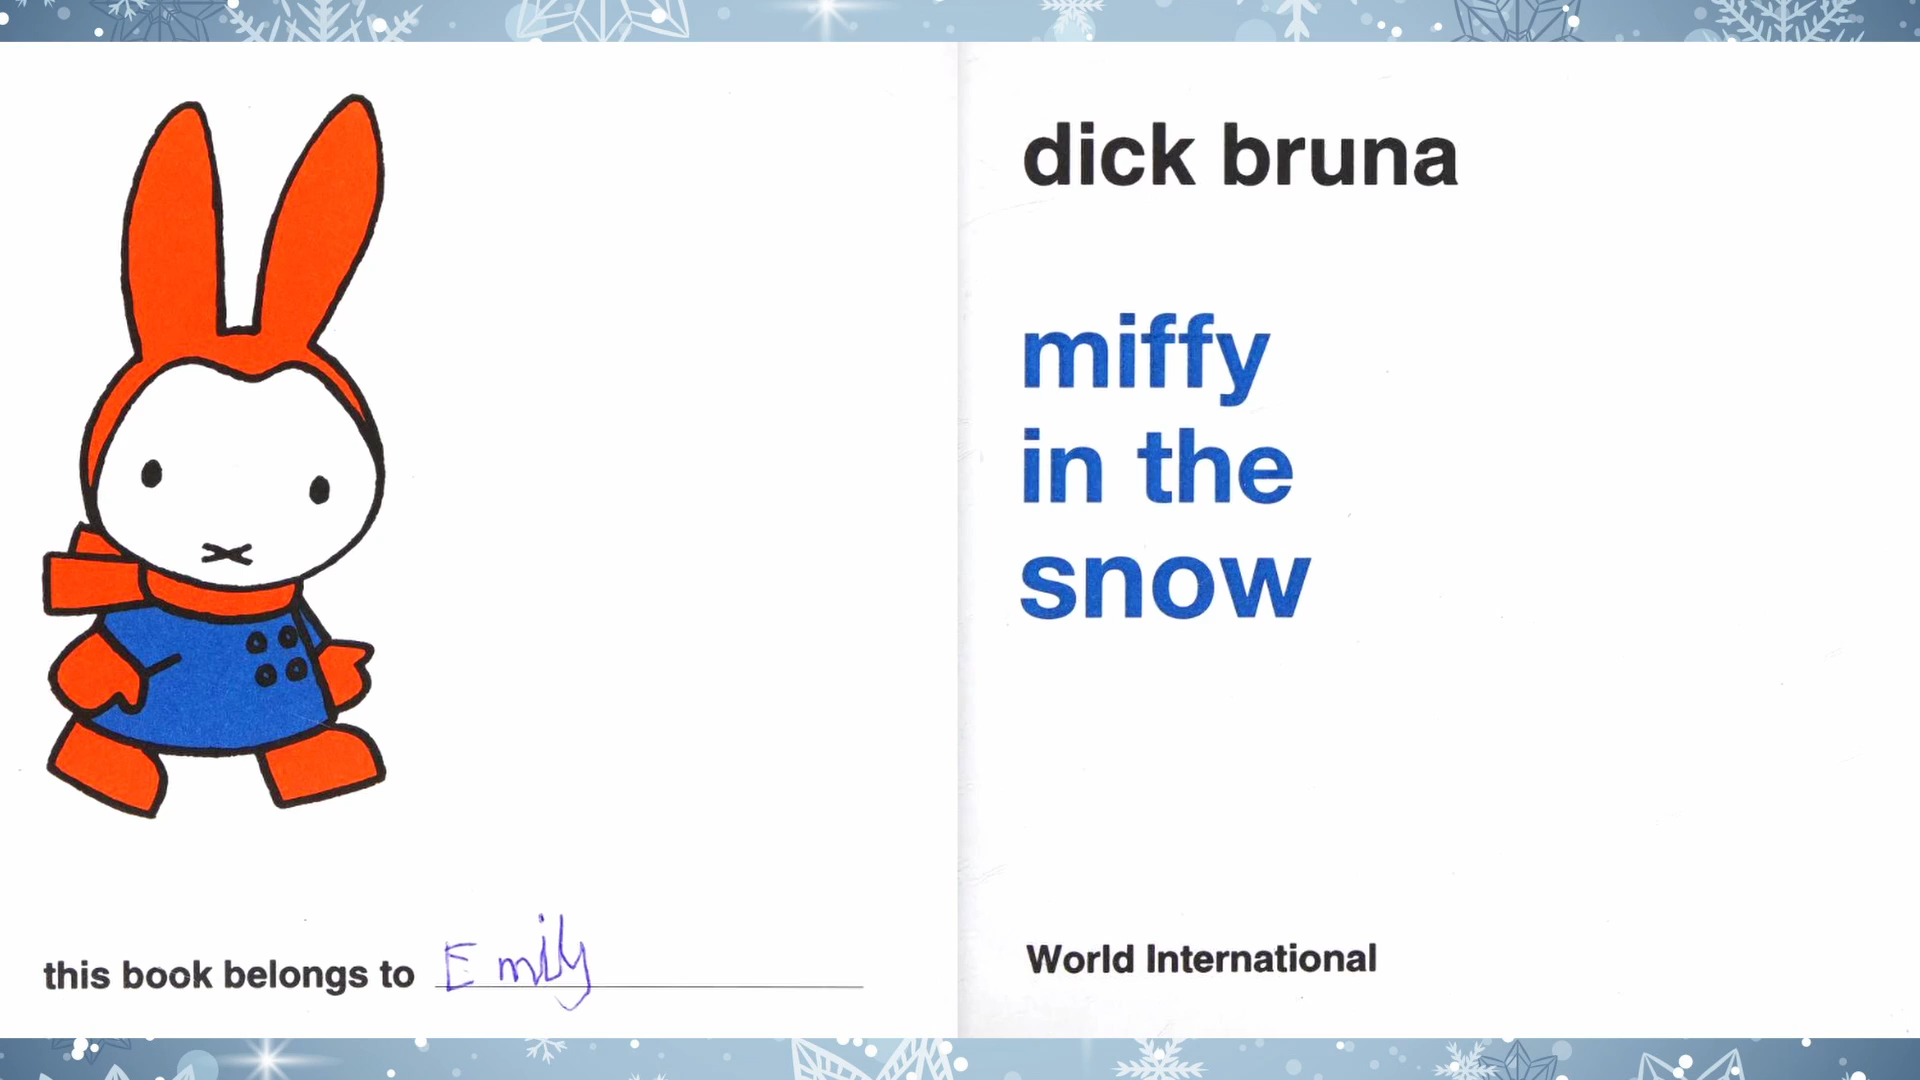 this book belongs to Emily
dick bruna
miffy
in the
snow
World International